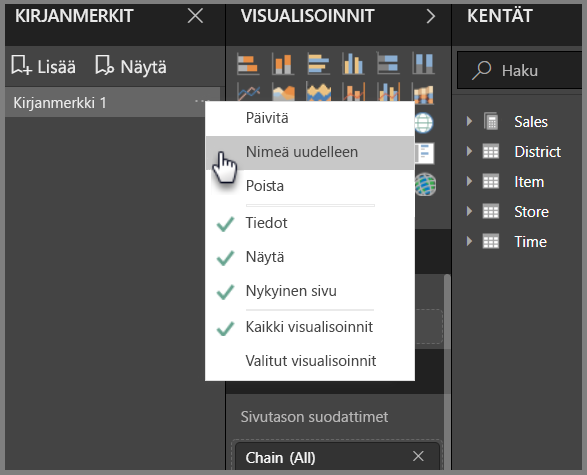 KIRJANMERKIT
Lisää Näytä
Kirjanmerkki 1 ...
VISUALISOINNIT
Päivitä
Nimeä uudelleen
Poista
Tiedot
Näytä
Nykyinen sivu
Kaikki visualisoinnit
Valitut visualisoinnit
Sivutason suodattimet
Chain (All)
KENTÄT
Haku
Sales
District
Item
Store
Time